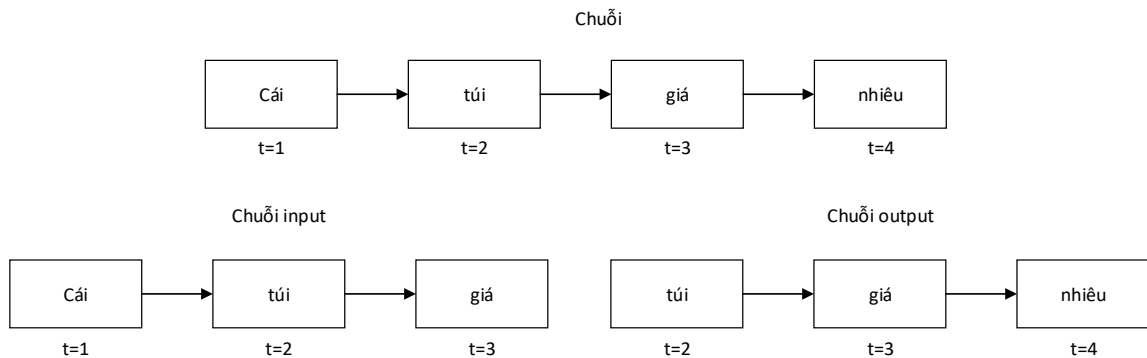 Chuỗi
Cái túi giá nhiêu
t=1 t=2 t=3 t=4
Chuỗi input Chuỗi output
Cái túi giá túi giá nhiêu
t=1 t=2 t=3 t=2 t=3 t=4